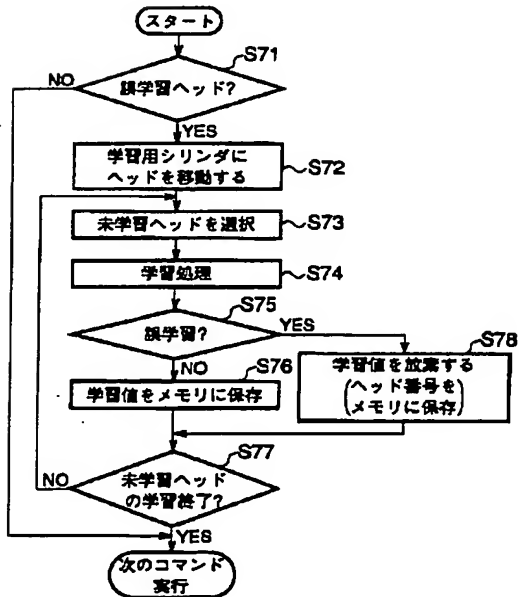 スタート
S71
NO
誤学習ヘッド?
YES
学習用シリンダに
ヘッドを移動する
S72
未学習ヘッドを選択
S73
学習処理
S74
S75
誤学習?
YES
NO
S76
学習値をメモリに保存
S78
学習値を放棄する
(ヘッド番号を
メモリに保存)
S77
NO
未学習ヘッド
の学習終了?
YES
次のコマンド
実行